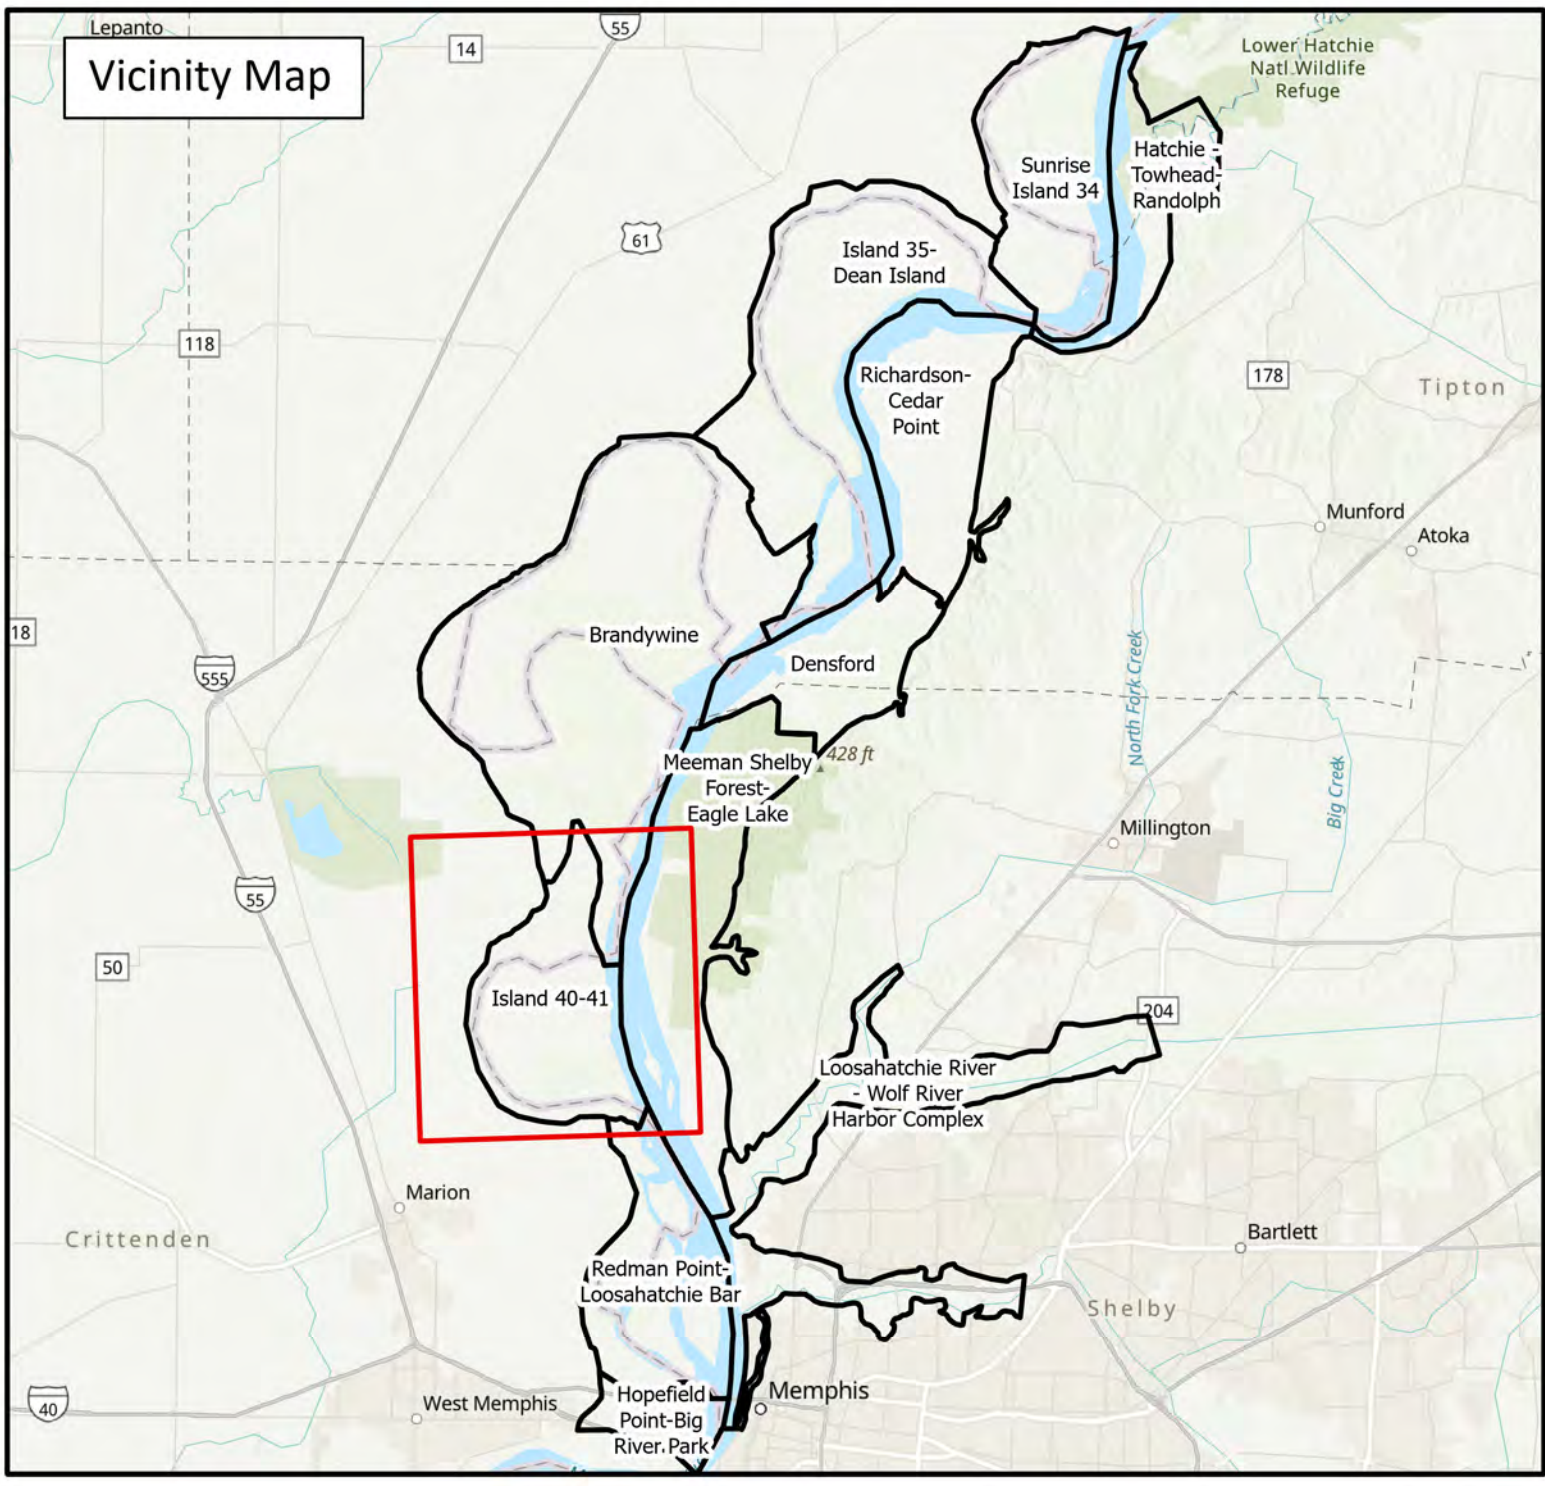 Lepanto
55
14
Vicinity Map
Lower Hatchie
Natl Wildlife
Refuge
Hatchie -
Towhead-
Randolph
Sunrise
Island 34
61
Island 35-
Dean Island
118
Richardson-
Cedar
Point
178
Tipton
Munford
Atoka
18
Brandywine
Densford
555
North Fork Creek
Meeman Shelby
Forest-
Eagle Lake
428 ft
Big Creek
Millington
55
50
Island 40-41
204
Loosahatchie River
- Wolf River
Harbor Complex
Marion
Crittenden
Bartlett
Redman Point-
Loosahatchie Bar
Shelby
40
West Memphis
Hopefield
Point-Big
River Park
Memphis